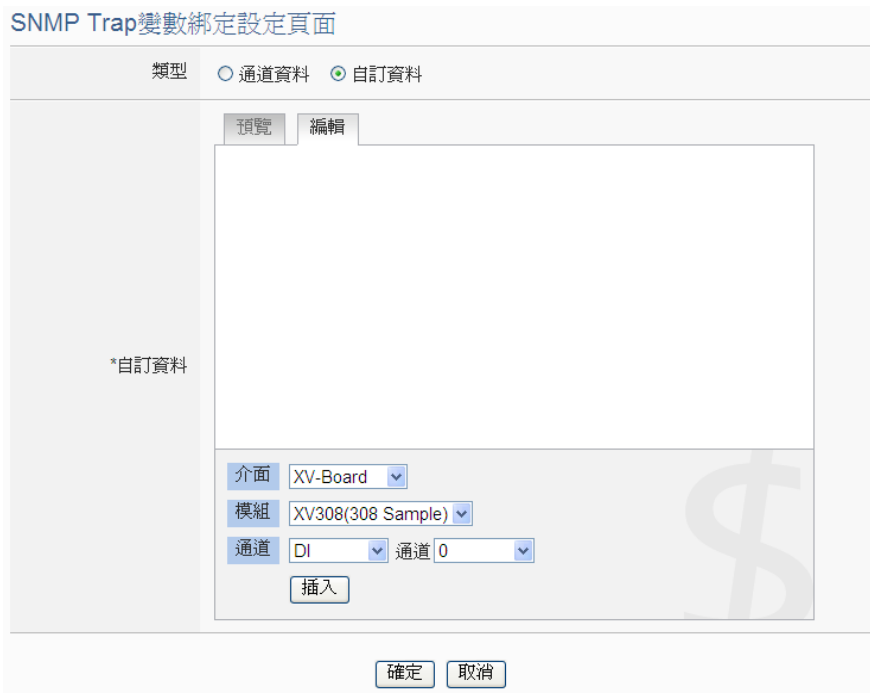 SNMP Trap變數綁定設定頁面
類型 通道資料 自訂資料
預覽 編輯
*自訂資料
介面 XV-Board
模組 XV308(308 Sample)
通道 DI 通道 0
插入
$
確定 取消